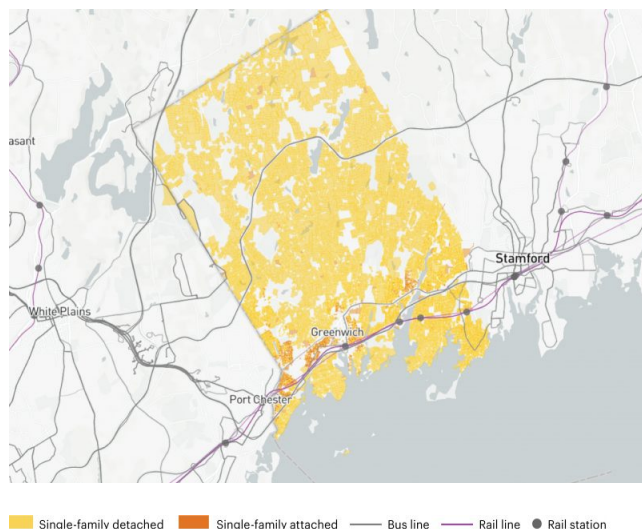 asant
Stamford
White Plains
Greenwich
Port Chester
Single-family detached Single-family attached Bus line Rail line Rail station